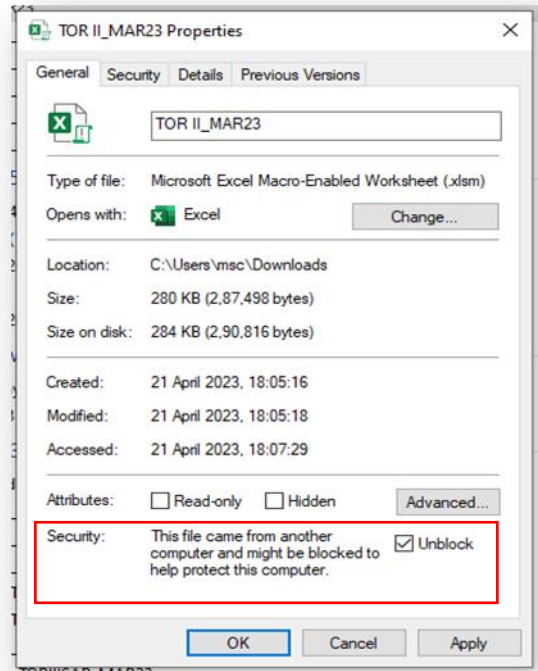 TOR II_MAR23 Properties
General Security Details Previous Versions
TOR II_MAR23
Type of file: Microsoft Excel Macro-Enabled Worksheet (.xlsm)
Opens with: Excel Change...
Location: C:\Users\msc\Downloads
Size: 280 KB (2,87,498 bytes)
Size on disk: 284 KB (2,90,816 bytes)
Created: 21 April 2023, 18:05:16
Modified: 21 April 2023, 18:05:18
Accessed: 21 April 2023, 18:07:29
Attributes: Read-only Hidden Advanced...
Security: This file came from another
computer and might be blocked to
help protect this computer.
Unblock
OK Cancel Apply